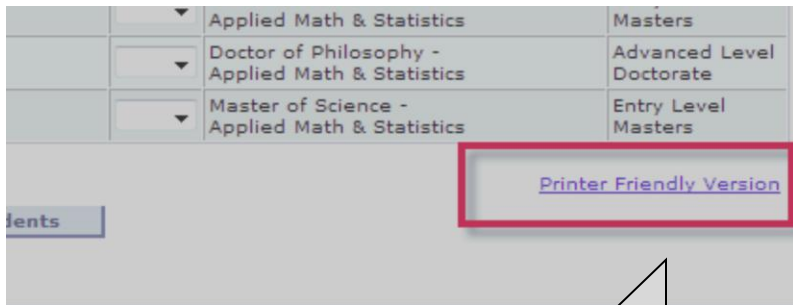 Applied Math & Statistics
Masters
Doctor of Philosophy -
Applied Math & Statistics
Advanced Level
Doctorate
Master of Science -
Applied Math & Statistics
Entry Level
Masters
Printer Friendly Version
dents